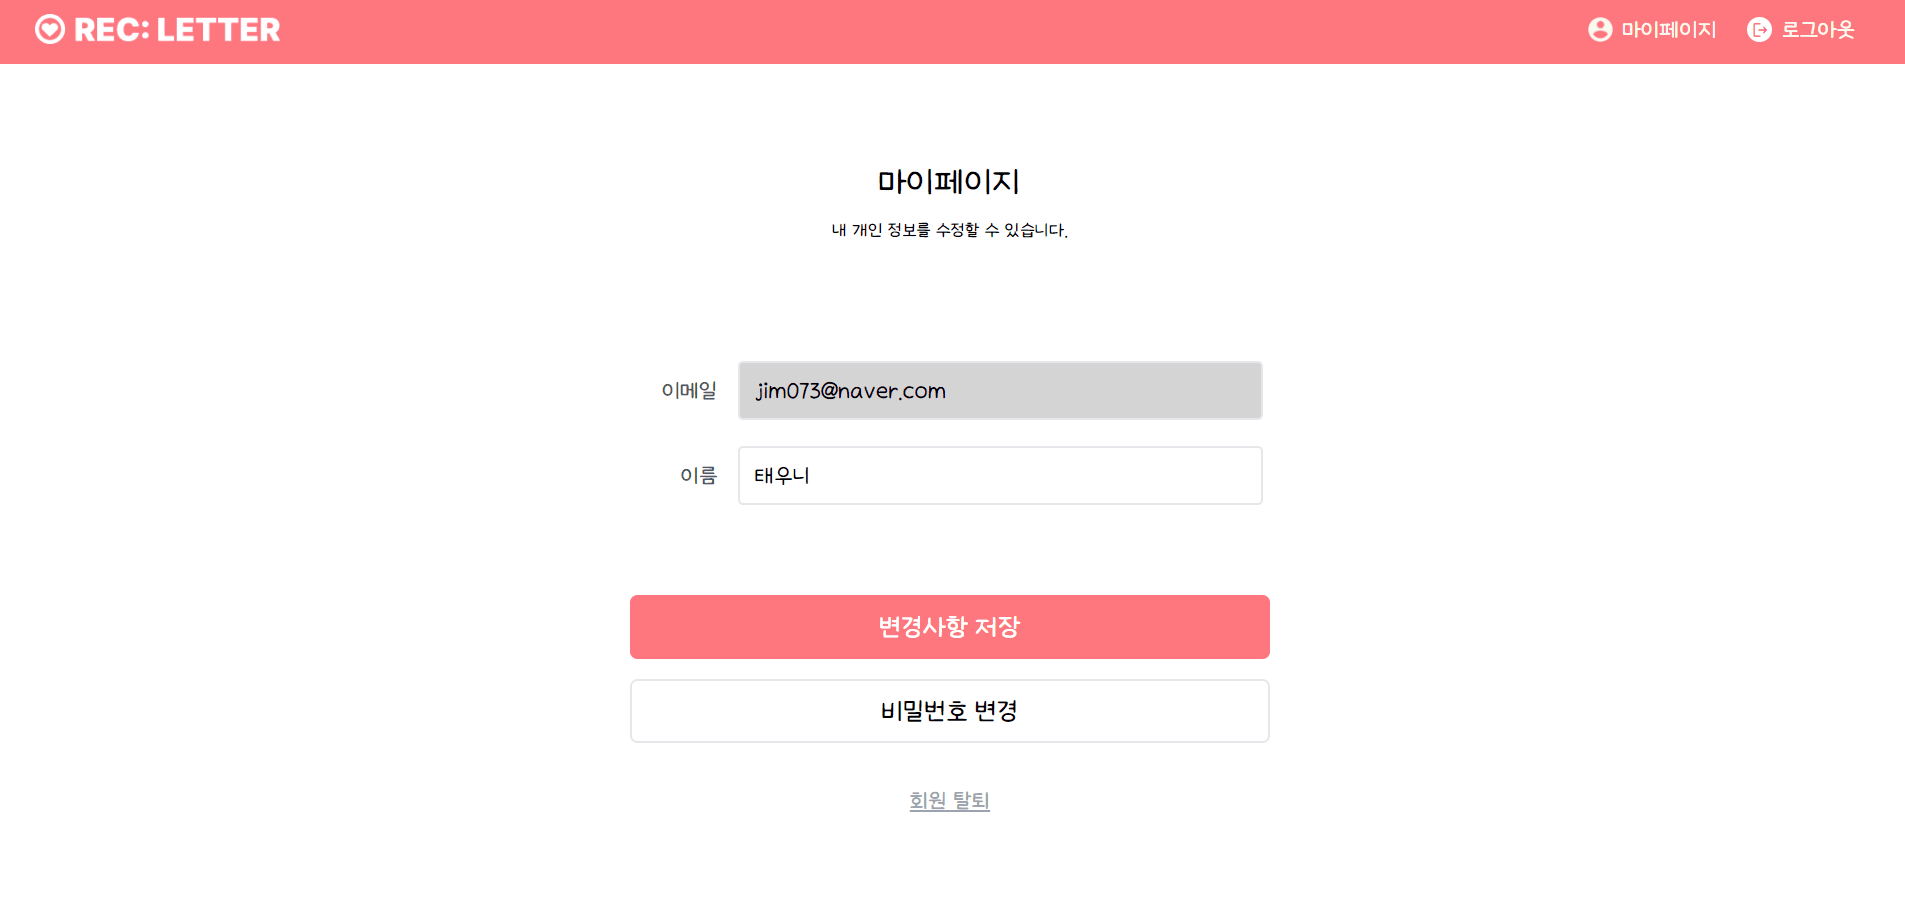 REC: LETTER
마이페이지
로그아웃
마이페이지
내 개인 정보를 수정할 수 있습니다.
이메일
jim073@naver.com
이름
태우니
변경사항 저장
비밀번호 변경
회원 탈퇴